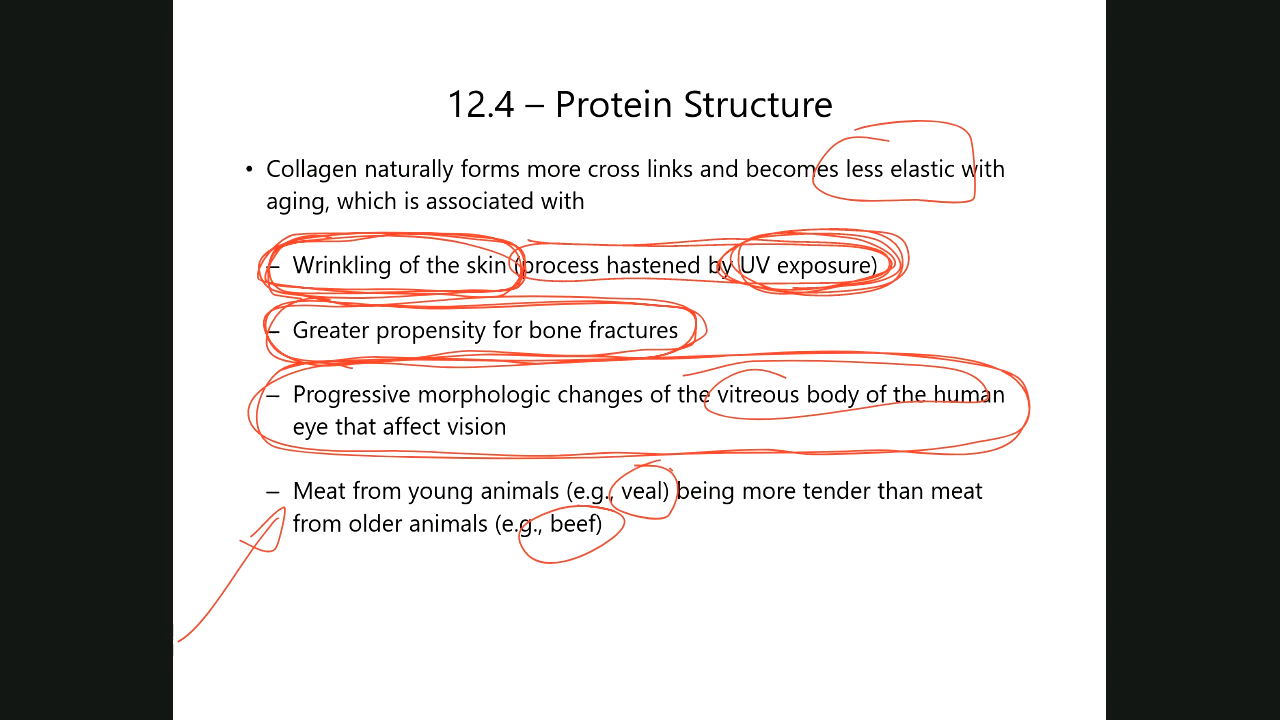 12.4 – Protein Structure
• Collagen naturally forms more cross links and becomes less elastic with
aging, which is associated with
– Wrinkling of the skin (process hastened by UV exposure)
– Greater propensity for bone fractures
– Progressive morphologic changes of the vitreous body of the human
eye that affect vision
– Meat from young animals (e.g., veal) being more tender than meat
from older animals (e.g., beef)